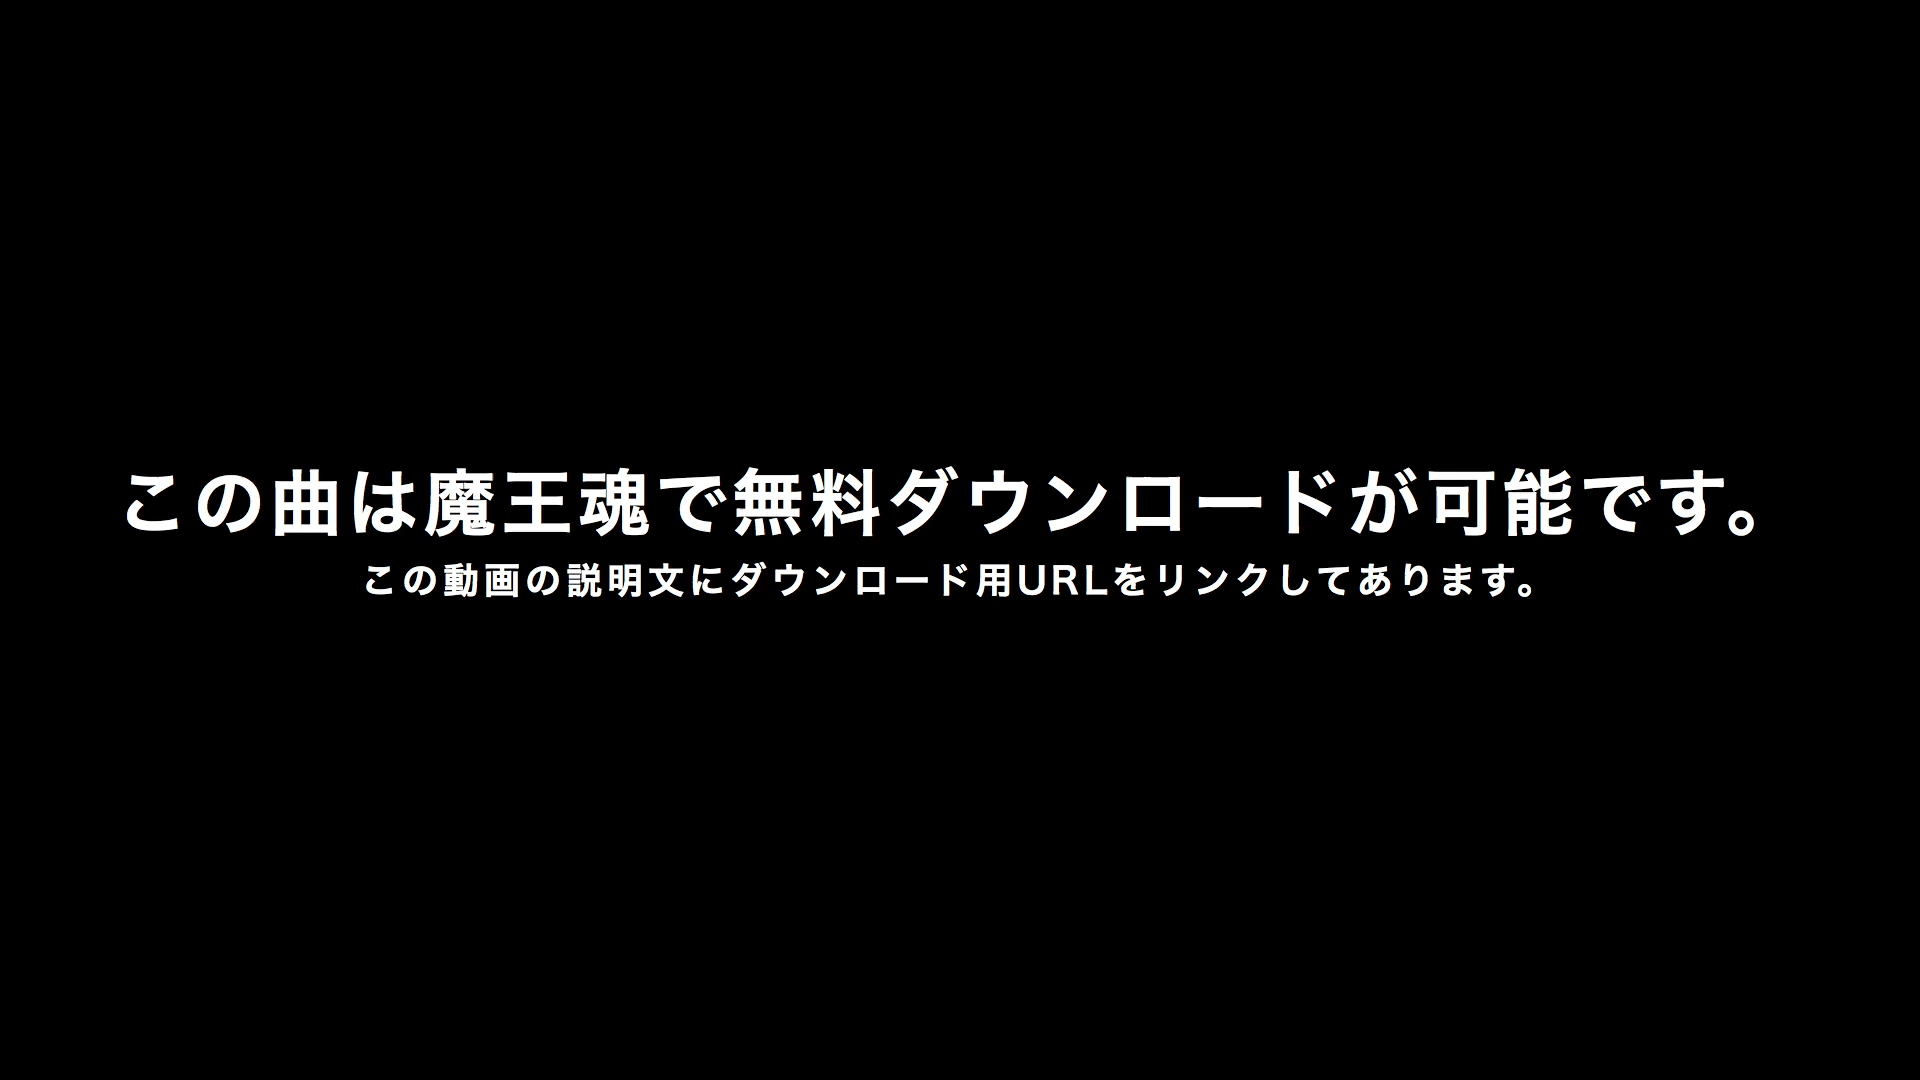 この曲は魔王魂で無料ダウンロードが可能です。
この動画の説明文にダウンロード用URLをリンクしてあります。